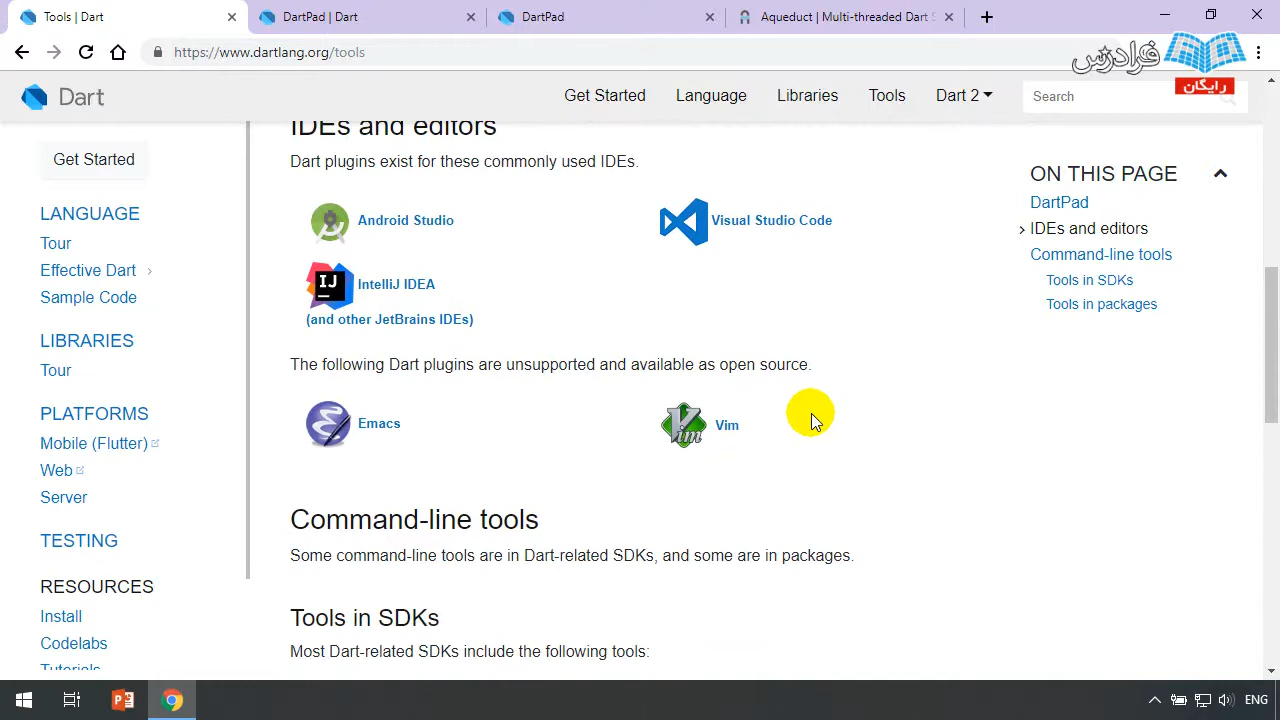 Tools | Dart
DartPad | Dart
DartPad
Aqueduct | Multi-threaded Dart
https://www.dartlang.org/tools
فرادرس
رایگان
Dart
Get Started
Language
Libraries
Tools
Dart 2
Search
Get Started
LANGUAGE
Tour
Effective Dart
Sample Code
LIBRARIES
Tour
PLATFORMS
Mobile (Flutter)
Web
Server
TESTING
RESOURCES
Install
Codelabs
Tutorials
IDEs and editors
Dart plugins exist for these commonly used IDEs.
Android Studio
Visual Studio Code
IJ
IntelliJ IDEA
(and other JetBrains IDEs)
The following Dart plugins are unsupported and available as open source.
Emacs
Vim
Vim
Command-line tools
Some command-line tools are in Dart-related SDKs, and some are in packages.
Tools in SDKs
Most Dart-related SDKs include the following tools:
ON THIS PAGE
DartPad
IDEs and editors
Command-line tools
Tools in SDKs
Tools in packages
ENG